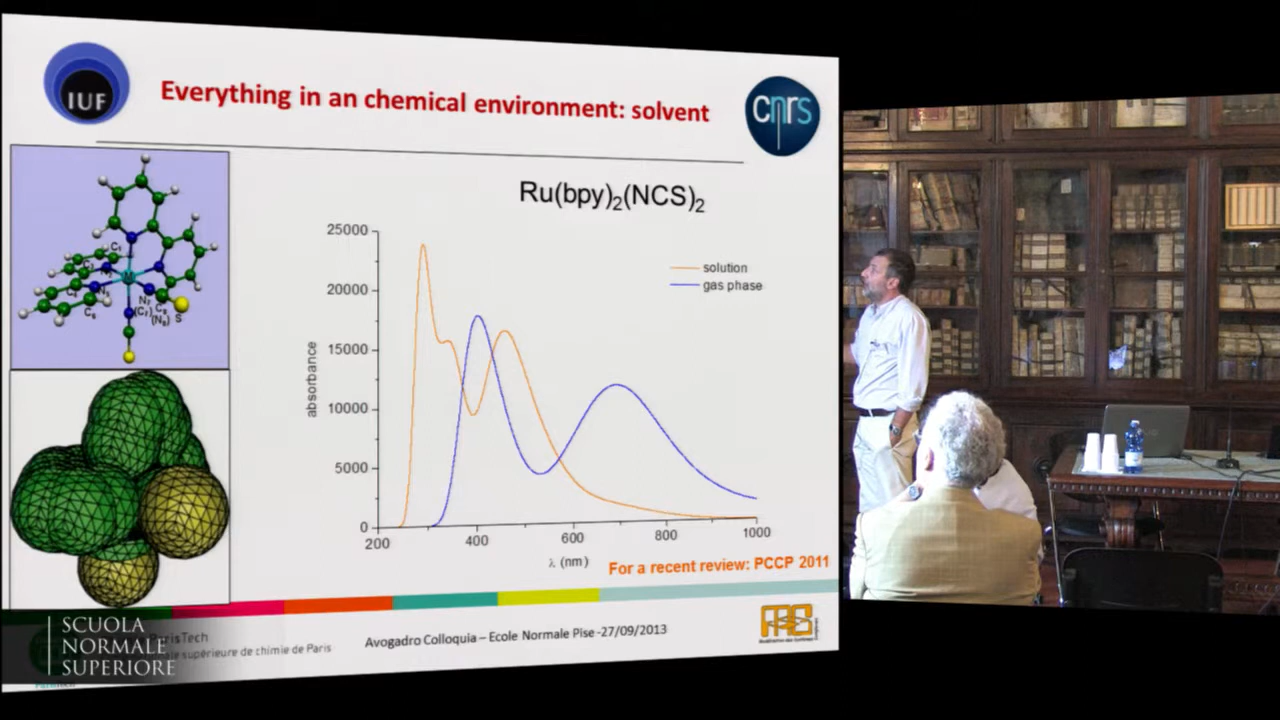 IUF
Everything in an chemical environment: solvent
cnrs
Ru(bpy)₂(NCS)₂
25000
20000
15000
10000
5000
0
absorbance
solution
gas phase
200
400
600
800
1000
λ (nm)
For a recent review: PCCP 2011
M
S
SCUOLA
NORMALE
SUPERIORE
ParisTech
supérieure de chimie de Paris
Avogadro Colloquia – Ecole Normale Pise -27/09/2013